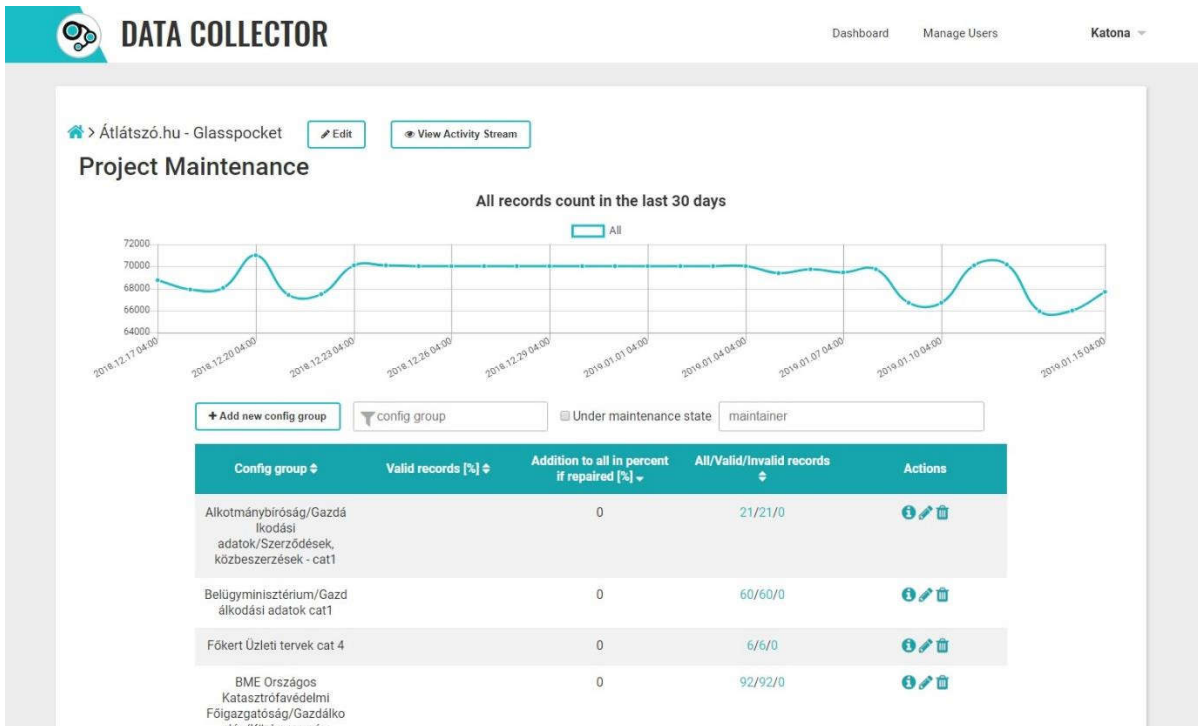 DATA COLLECTOR
Dashboard
Manage Users
Katona
> Átlátszó.hu - Glasspocket
Edit
View Activity Stream
Project Maintenance
All records count in the last 30 days
All
72000
70000
68000
66000
64000
2018.12.17 04:00
2018.12.20 04:00
2018.12.23 04:00
2018.12.26 04:00
2018.12.29 04:00
2019.01.01 04:00
2019.01.04 04:00
2019.01.07 04:00
2019.01.10 04:00
2019.01.15 04:00
+ Add new config group
config group
Under maintenance state
maintainer
Config group
Valid records [%]
Addition to all in percent
if repaired [%]
All/Valid/Invalid records
Actions
Alkotmánybíróság/Gazdá
lkodási
adatok/Szerződések,
közbeszerzések - cat1
0
21/21/0
Belügyminisztérium/Gazd
álkodási adatok cat1
0
60/60/0
Főkert Üzleti tervek cat 4
0
6/6/0
BME Országos
Katasztrófavédelmi
Főigazgatóság/Gazdálko
0
92/92/0